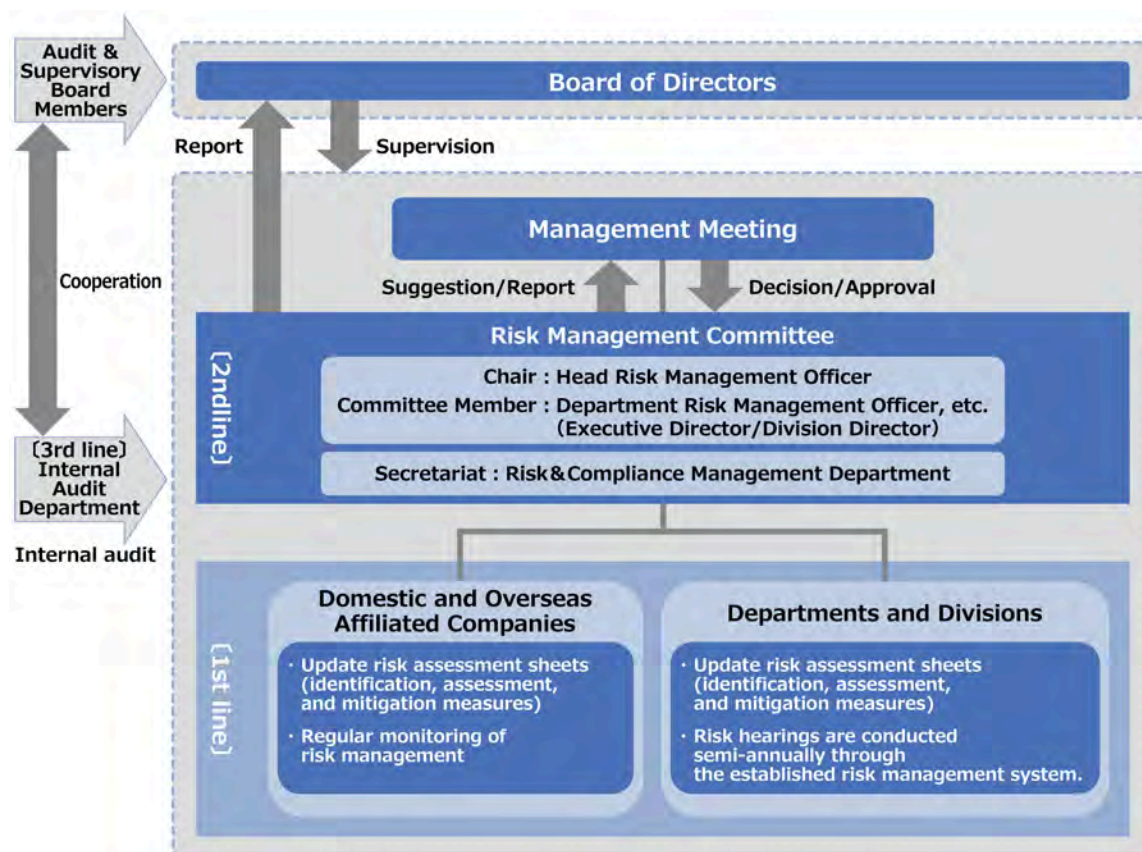 Audit &
Supervisory
Board
Members
Board of Directors
Report
Supervision
Management Meeting
Cooperation
Suggestion/Report
Decision/Approval
〔2ndline〕
Risk Management Committee
Chair : Head Risk Management Officer
Committee Member : Department Risk Management Officer, etc.
(Executive Director/Division Director)
Secretariat : Risk&Compliance Management Department
〔3rd line〕
Internal
Audit
Department
Internal audit
〔1st line〕
Domestic and Overseas
Affiliated Companies
・Update risk assessment sheets
(identification, assessment,
and mitigation measures)
・Regular monitoring of
risk management
Departments and Divisions
・Update risk assessment sheets
(identification, assessment,
and mitigation measures)
・Risk hearings are conducted
semi-annually through
the established risk management system.